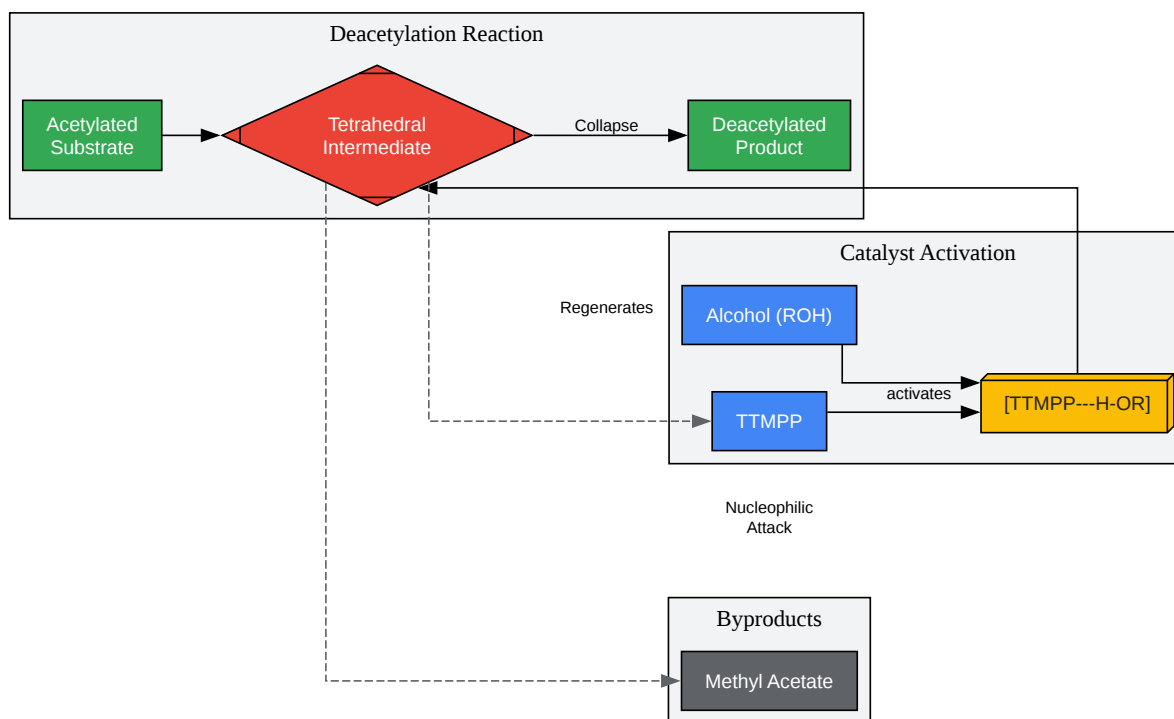 Deacetylation Reaction
Acetylated
Substrate
Tetrahedral
Intermediate
Collapse
Deacetylated
Product
Catalyst Activation
Alcohol (ROH)
Regenerates
activates
[TTMPP---H-OR]
TTMPP
Nucleophilic
Attack
Byproducts
Methyl Acetate